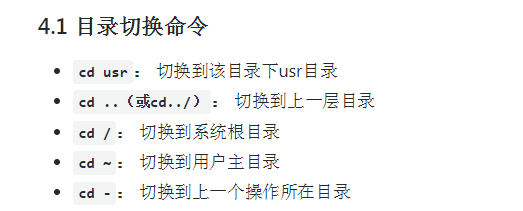 4.1 目录切换命令
cd usr： 切换到该目录下usr目录
cd ..（或cd../）： 切换到上一层目录
cd /： 切换到系统根目录
cd ~： 切换到用户主目录
cd -： 切换到上一个操作所在目录